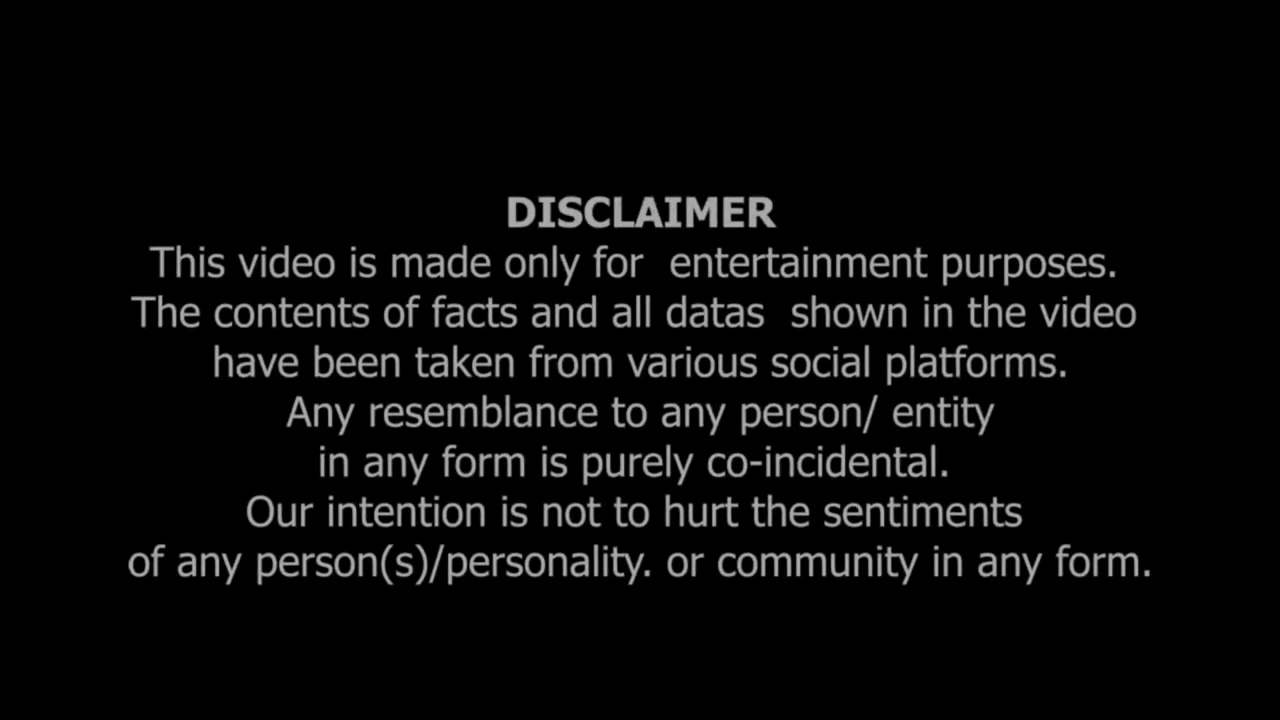 DISCLAIMER
This video is made only for  entertainment purposes.
The contents of facts and all datas  shown in the video
have been taken from various social platforms.
Any resemblance to any person/ entity
in any form is purely co-incidental.
Our intention is not to hurt the sentiments
of any person(s)/personality. or community in any form.